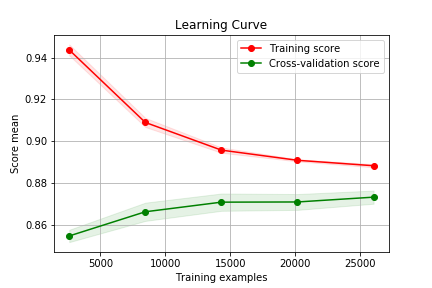 Learning Curve
Training score
Cross-validation score
Score mean
0.94
0.92
0.90
0.88
0.86
5000 10000 15000 20000 25000
Training examples